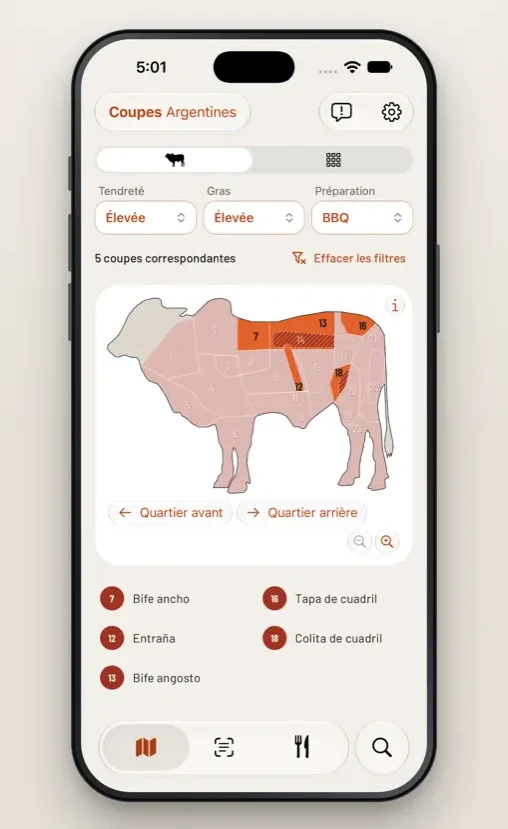 5:01
Coupes Argentines
Tendreté Gras Préparation
Élevée Élevée BBQ
5 coupes correspondantes Effacer les filtres
i
13 16
7 14
12 18
Quartier avant Quartier arrière
7 Bife ancho 16 Tapa de cuadril
12 Entraña 18 Colita de cuadril
13 Bife angosto